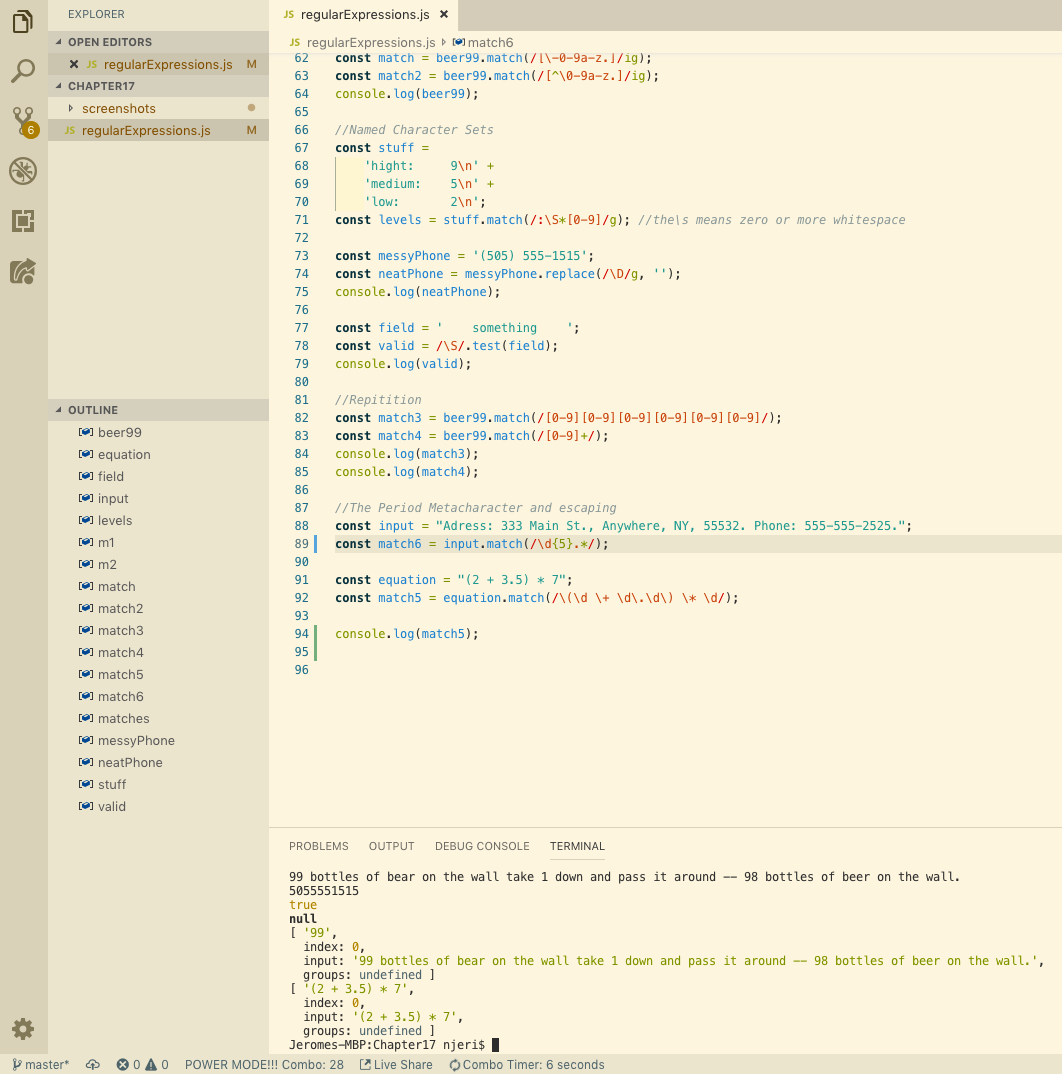 EXPLORER
OPEN EDITORS
JS regularExpressions.js M
CHAPTER17
screenshots
JS regularExpressions.js M
6
OUTLINE
beer99
equation
field
input
levels
m1
m2
match
match2
match3
match4
match5
match6
matches
messyPhone
neatPhone
stuff
valid
JS regularExpressions.js ×
JS regularExpressions.js match6
62 const match = beer99.match(/[\-0-9a-z.]/ig);
63 const match2 = beer99.match(/[^\0-9a-z.]/ig);
64 console.log(beer99);
65
66 //Named Character Sets
67 const stuff =
68 'hight:     9\n' +
69 'medium:    5\n' +
70 'low:       2\n';
71 const levels = stuff.match(/:\S*[0-9]/g); //the\s means zero or more whitespace
72
73 const messyPhone = '(505) 555-1515';
74 const neatPhone = messyPhone.replace(/\D/g, '');
75 console.log(neatPhone);
76
77 const field = '    something    ';
78 const valid = /\S/.test(field);
79 console.log(valid);
80
81 //Repitition
82 const match3 = beer99.match(/[0-9][0-9][0-9][0-9][0-9][0-9]/);
83 const match4 = beer99.match(/[0-9]+/);
84 console.log(match3);
85 console.log(match4);
86
87 //The Period Metacharacter and escaping
88 const input = "Adress: 333 Main St., Anywhere, NY, 55532. Phone: 555-555-2525.";
89 const match6 = input.match(/\d{5}.*/);
90
91 const equation = "(2 + 3.5) * 7";
92 const match5 = equation.match(/\(\d \+ \d\.\d\) \* \d/);
93
94 console.log(match5);
95
96
PROBLEMS OUTPUT DEBUG CONSOLE TERMINAL
99 bottles of bear on the wall take 1 down and pass it around -- 98 bottles of beer on the wall.
5055551515
true
null
[ '99',
index: 0,
input: '99 bottles of bear on the wall take 1 down and pass it around -- 98 bottles of beer on the wall.',
groups: undefined ]
[ '(2 + 3.5) * 7',
index: 0,
input: '(2 + 3.5) * 7',
groups: undefined ]
Jeromes-MBP:Chapter17 njeri$
master* 0 0 POWER MODE!!! Combo: 28 Live Share Combo Timer: 6 seconds